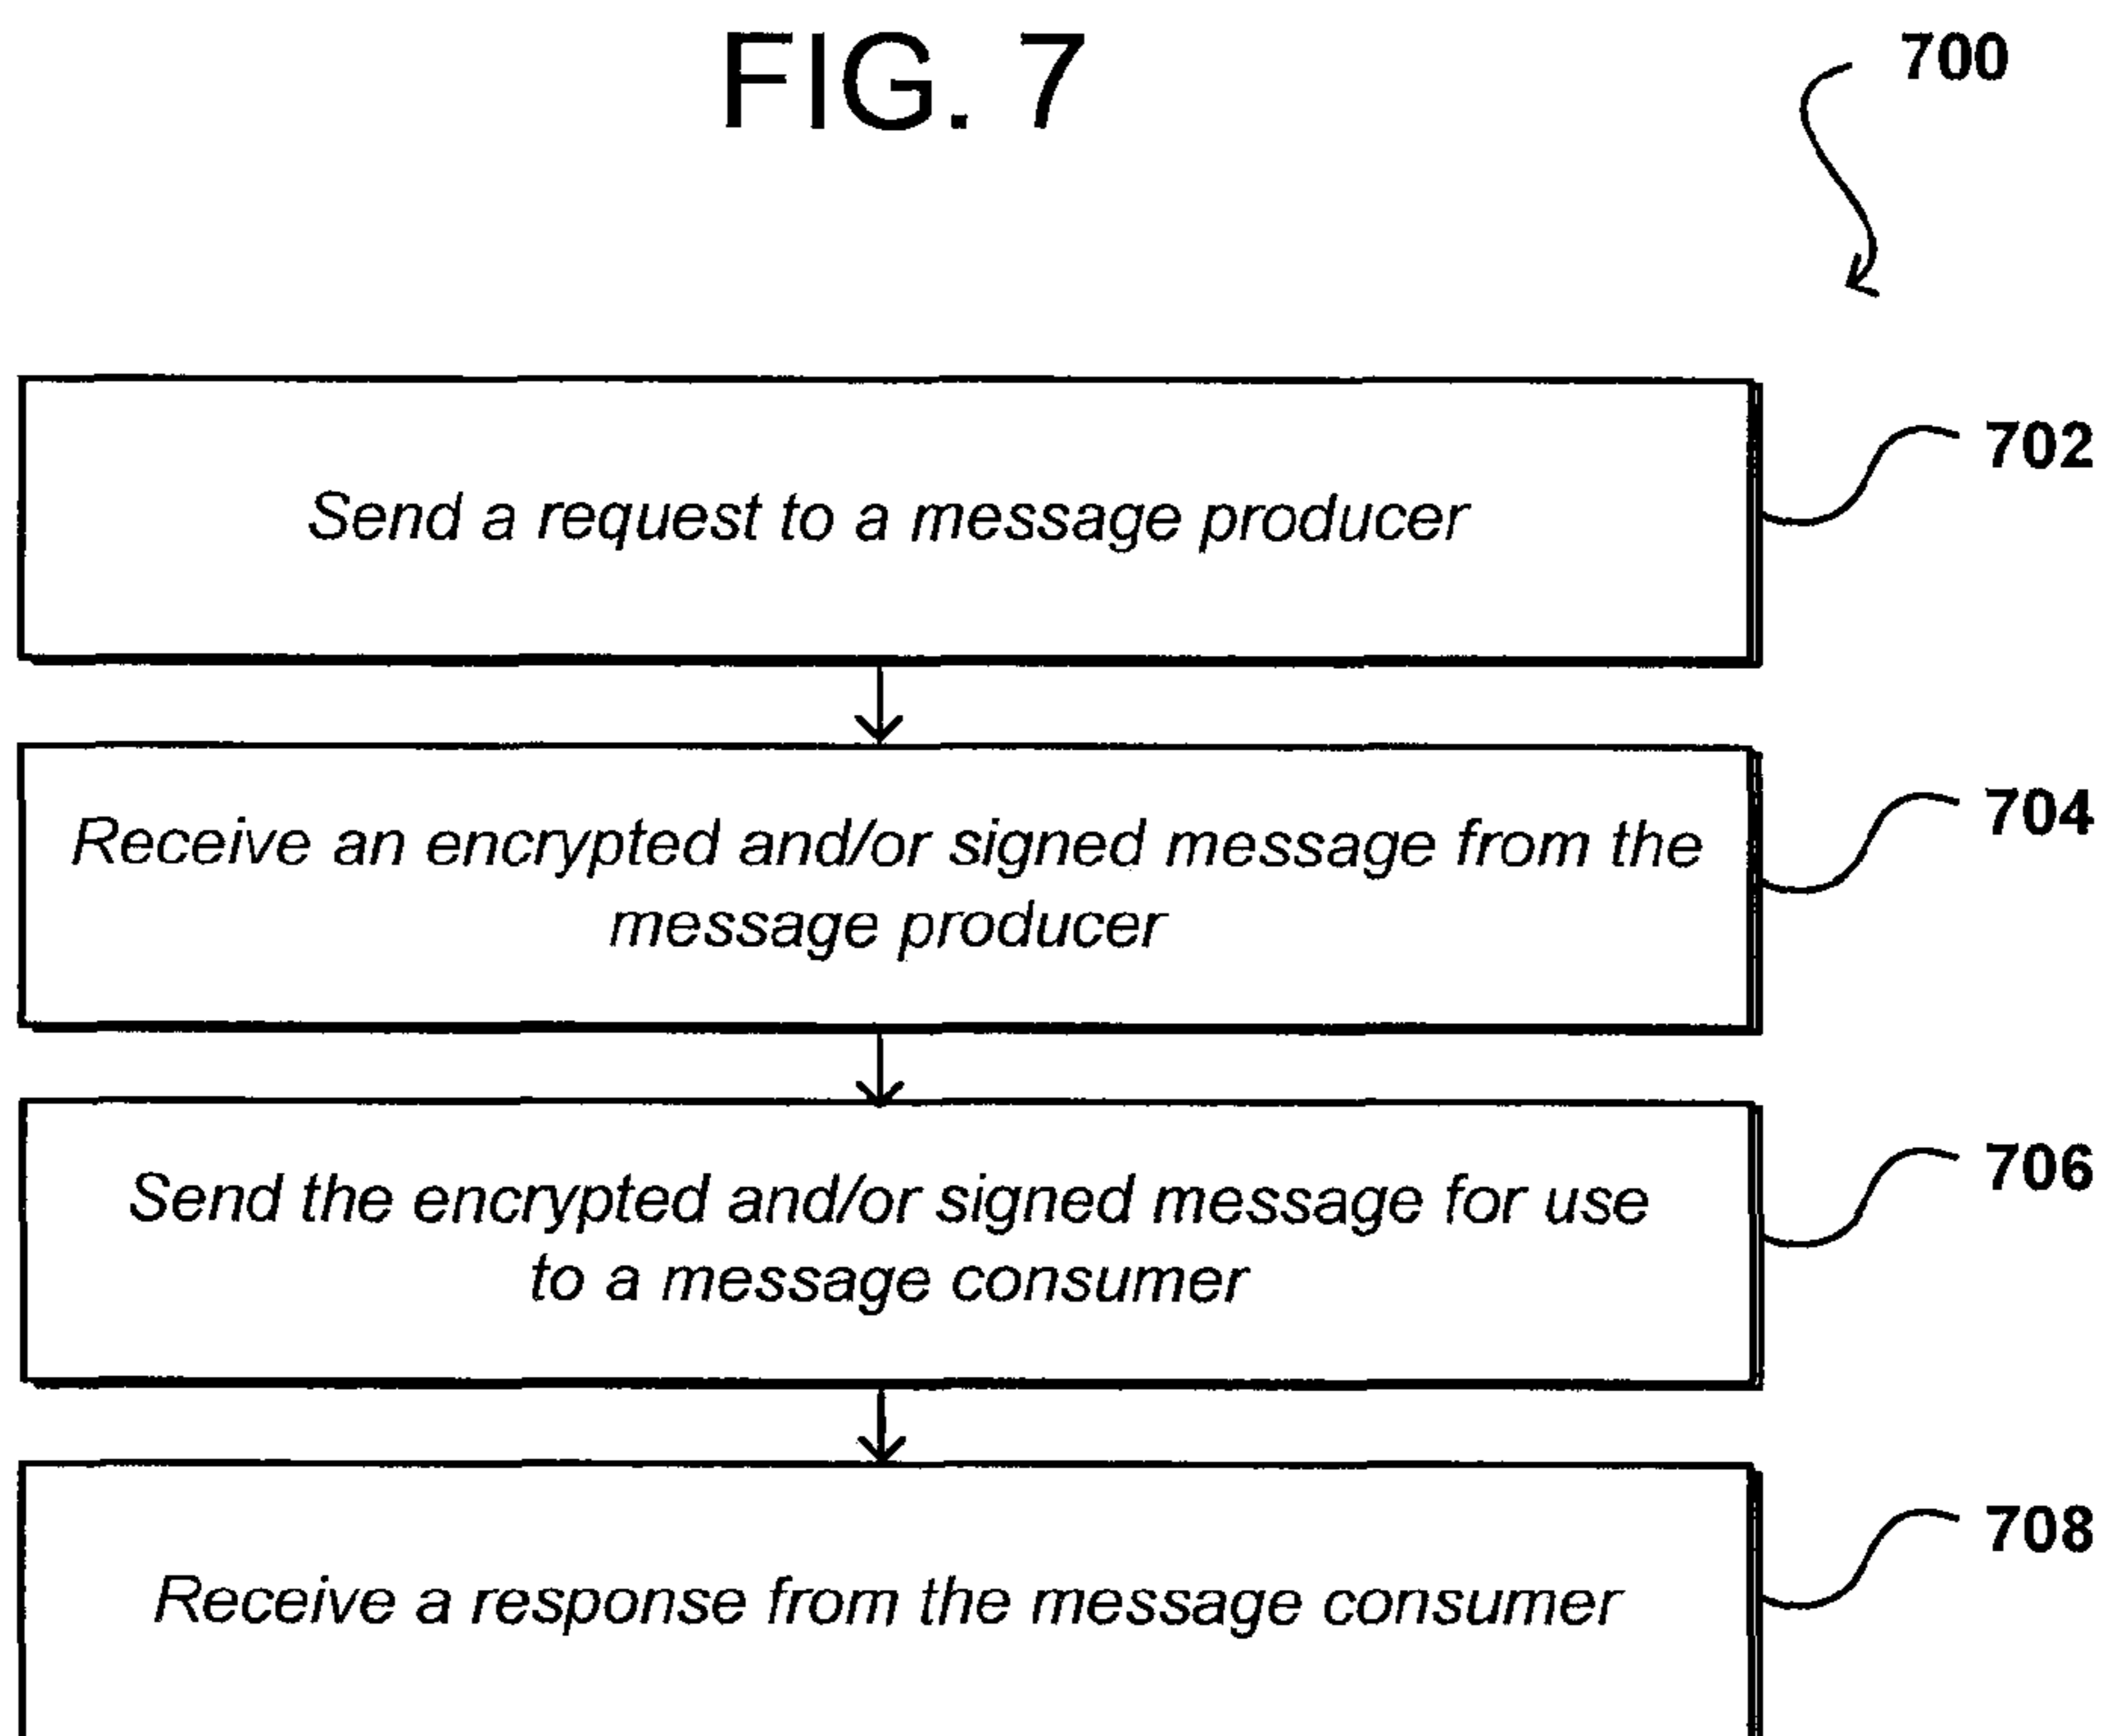 FIG. 7
700
Send a request to a message producer
702
Receive an encrypted and/or signed message from the
message producer
704
Send the encrypted and/or signed message for use
to a message consumer
706
Receive a response from the message consumer
708